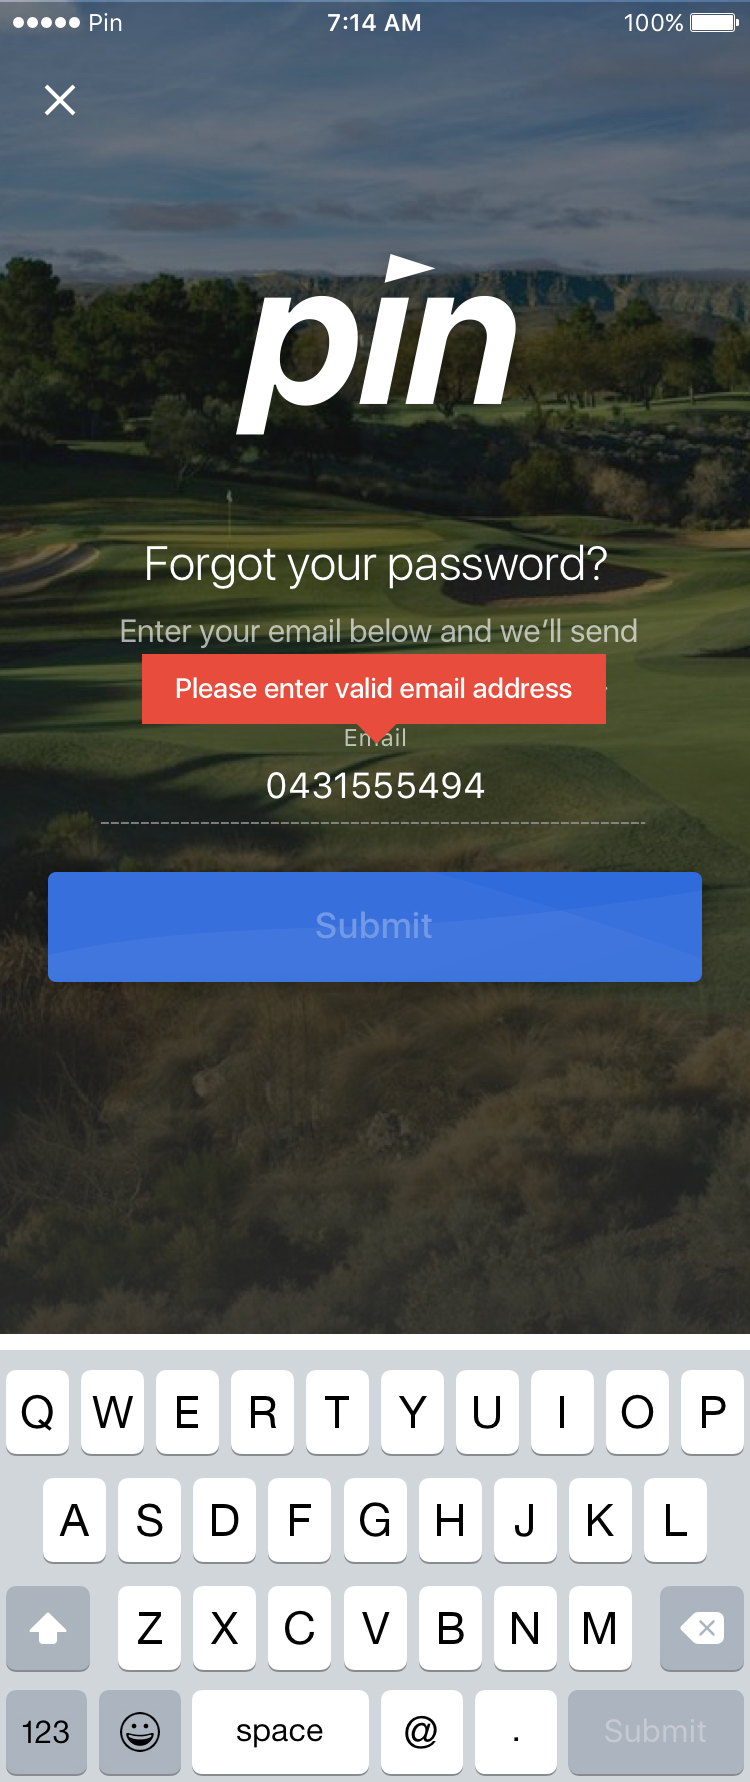 Pin 7:14 AM 100%
pin
Forgot your password?
Enter your email below and we'll send
Please enter valid email address
Email
0431555494
Submit
Q W E R T Y U I O P
A S D F G H J K L
Z X C V B N M
123 space @ . Submit